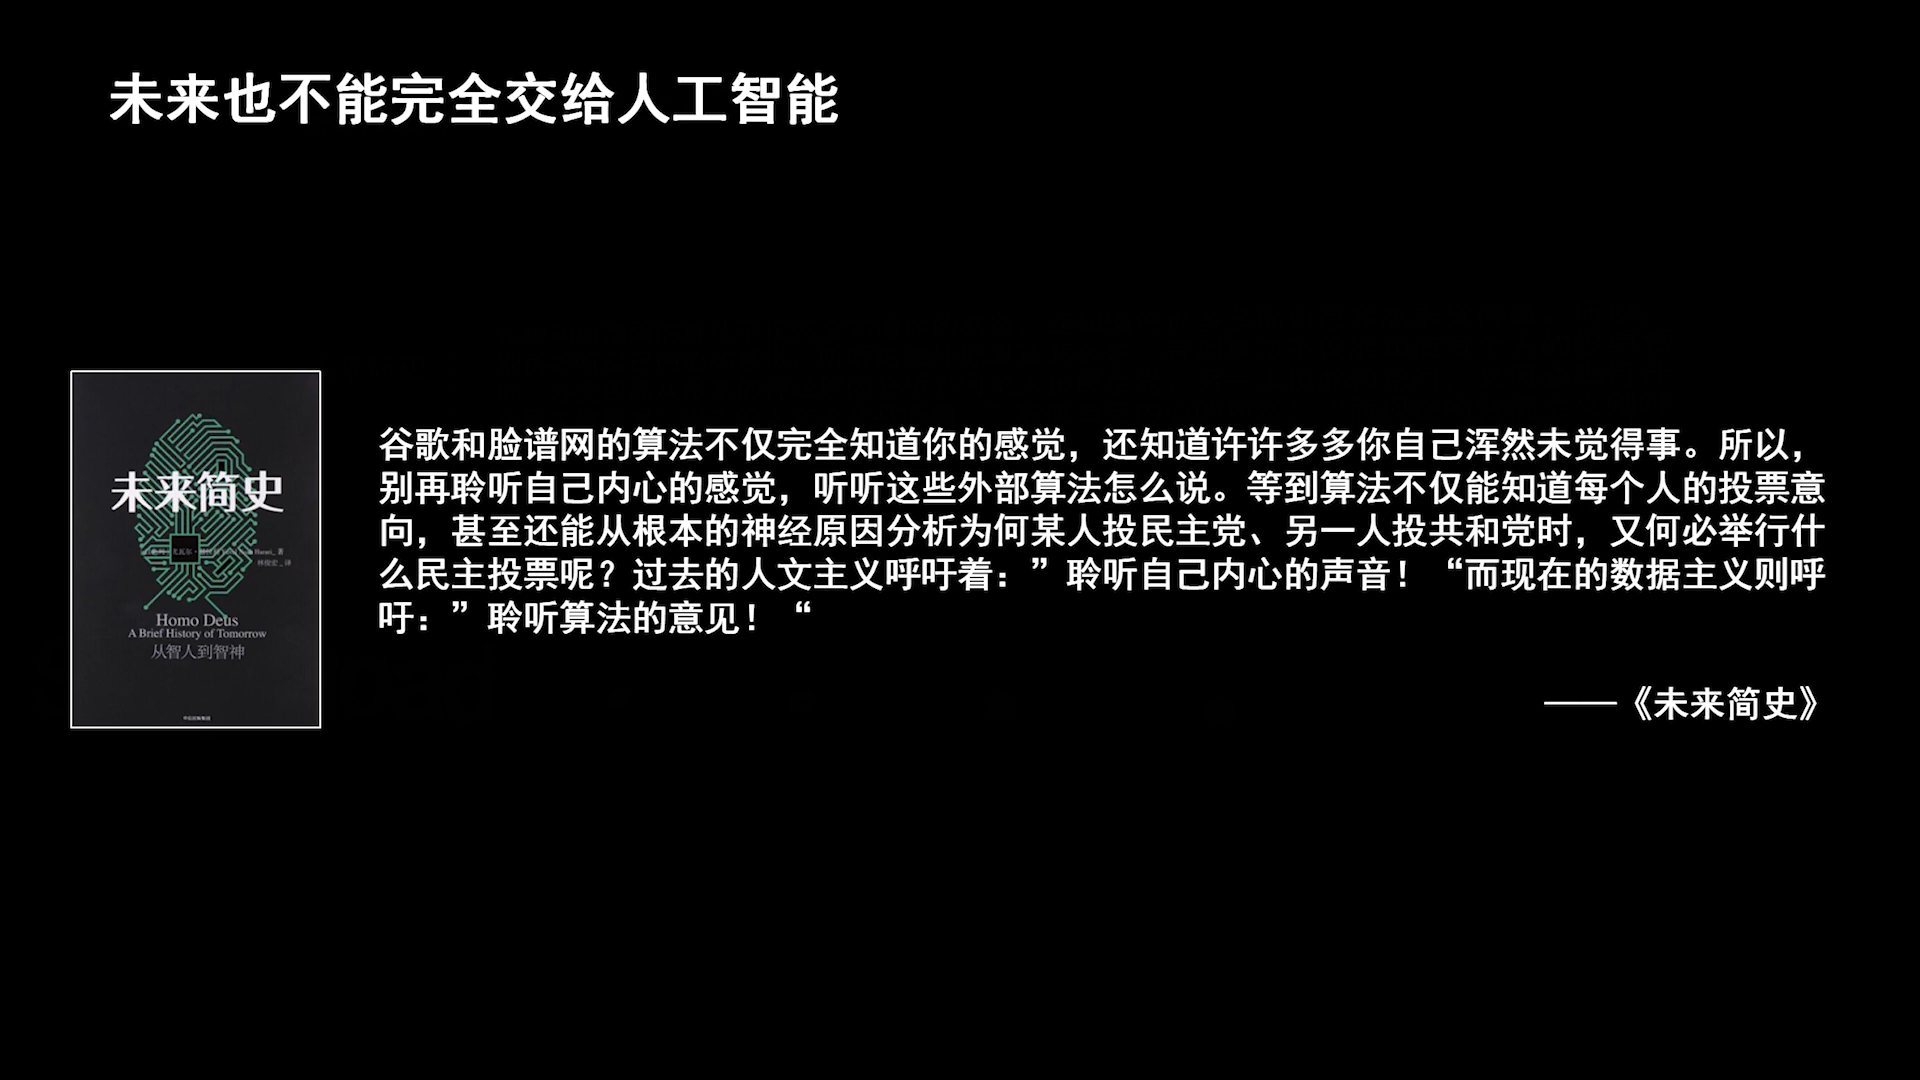 未来也不能完全交给人工智能
未来简史
林俊宏_译
Homo Deus
A Brief History of Tomorrow
从智人到智神
谷歌和脸谱网的算法不仅完全知道你的感觉，还知道许许多多你自己浑然未觉得事。所以，
别再聆听自己内心的感觉，听听这些外部算法怎么说。等到算法不仅能知道每个人的投票意
向，甚至还能从根本的神经原因分析为何某人投民主党、另一人投共和党时，又何必举行什
么民主投票呢？过去的人文主义呼吁着：”聆听自己内心的声音！“而现在的数据主义则呼
吁：”聆听算法的意见！“
——《未来简史》